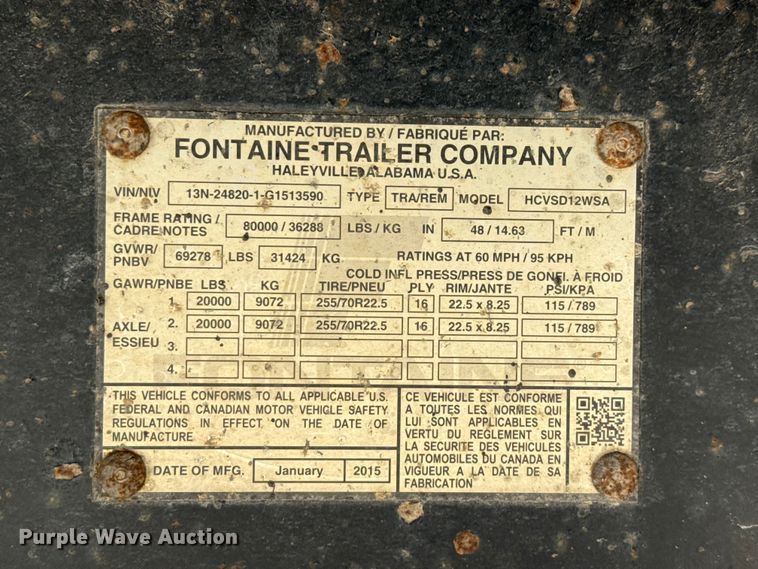 MANUFACTURED BY / FABRIQUÉ PAR:
FONTAINE TRAILER COMPANY
HALEYVILLE, ALABAMA U.S.A.
VIN/NIV 13N-24820-1-G1513590 TYPE TRA/REM MODEL HCVSD12WSA
FRAME RATING / CADRE NOTES 80000 / 36288 LBS / KG IN 48 / 14.63 FT / M
GVWR/ PNBV 69278 LBS 31424 KG RATINGS AT 60 MPH / 95 KPH
COLD INFL PRESS/PRESS DE GONFL. À FROID
GAWR/PNBE LBS KG TIRE/PNEU PLY RIM/JANTE PSI/KPA
1. 20000 9072 255/70R22.5 16 22.5 x 8.25 115 / 789
AXLE/ ESSIEU
2. 20000 9072 255/70R22.5 16 22.5 x 8.25 115 / 789
3.
4.
THIS VEHICLE CONFORMS TO ALL APPLICABLE U.S.
FEDERAL AND CANADIAN MOTOR VEHICLE SAFETY
REGULATIONS IN EFFECT ON THE DATE OF
MANUFACTURE
DATE OF MFG. January 2015
CE VEHICULE EST CONFORME
A TOUTES LES NORMES QUI
LUI SONT APPLICABLES EN
VERTU DU REGLEMENT SUR
LA SECURITE DES VEHICULES
AUTOMOBILES DU CANADA EN
VIGUEUR A LA DATE DE SA
FABRICATION
Purple Wave Auction